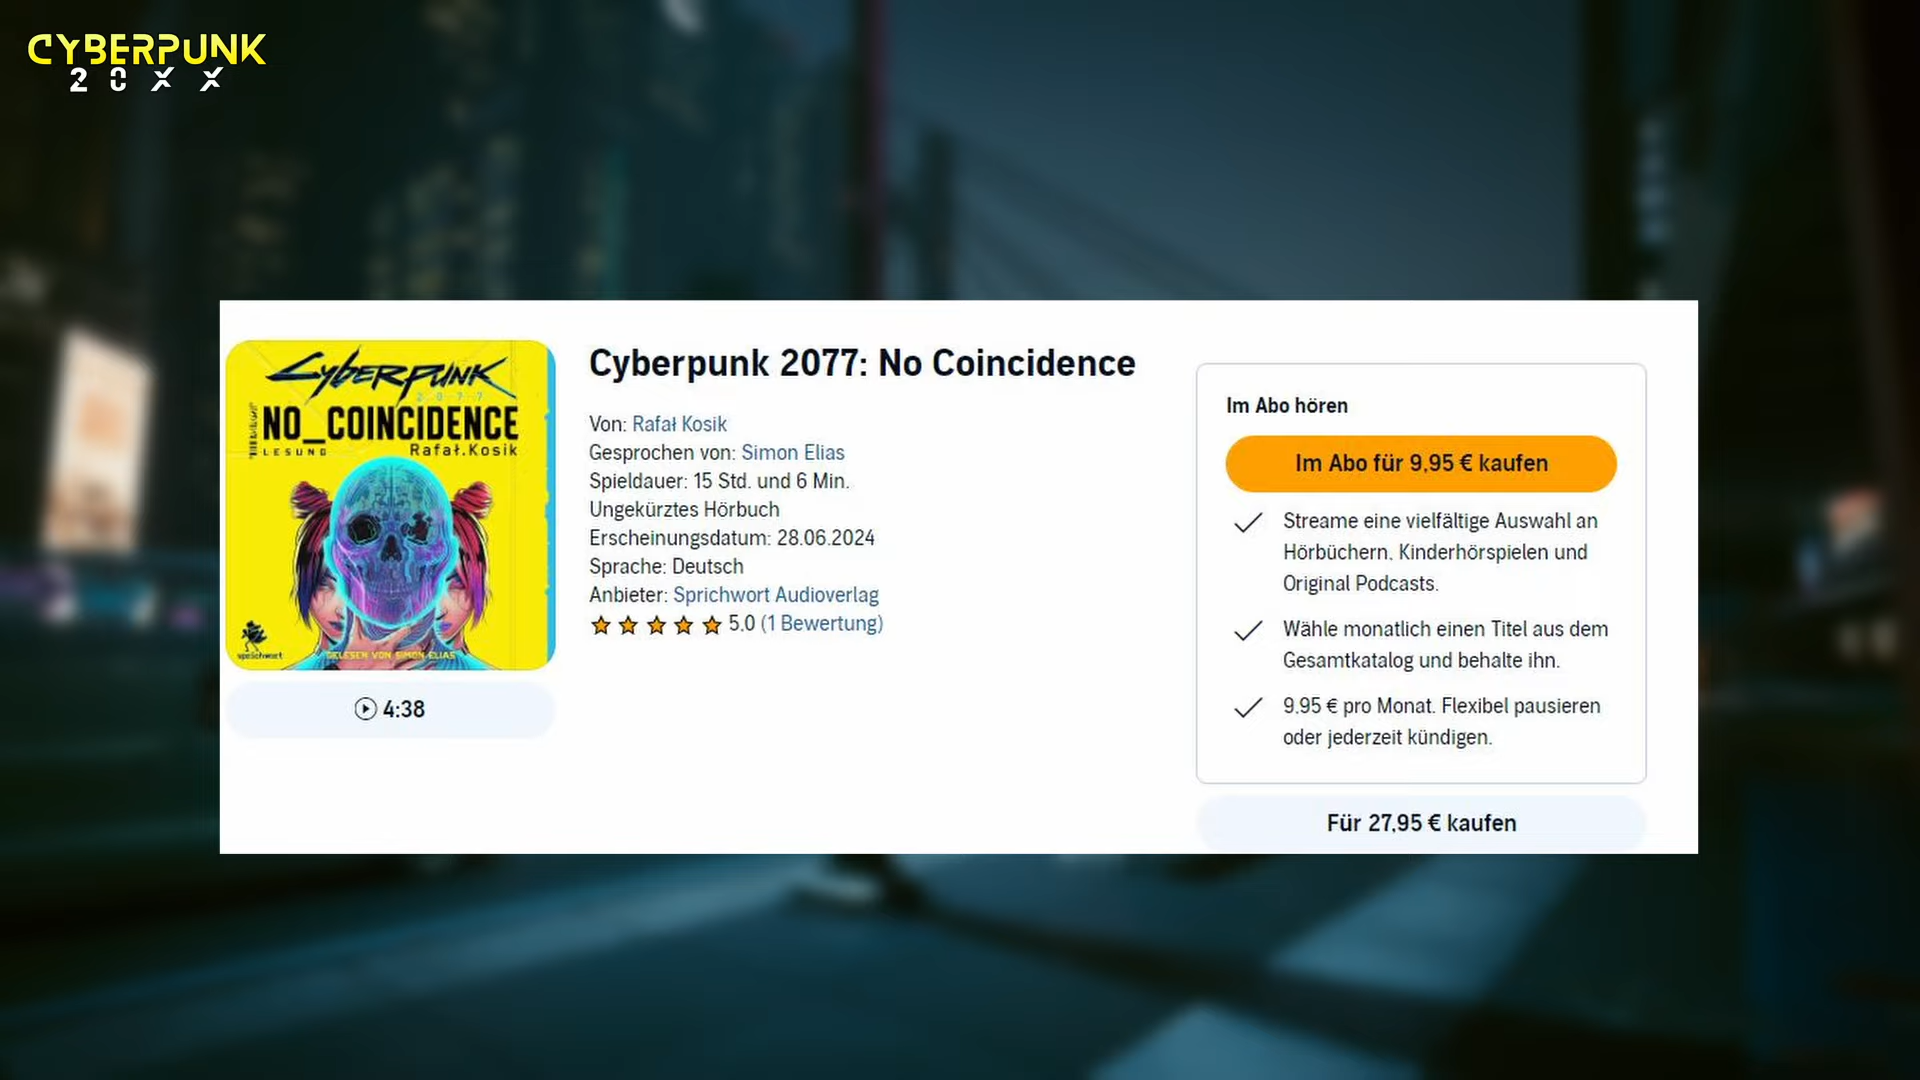 CYBERPUNK
20XX
CYBERPUNK
2077
NO_COINCIDENCE
LESUNG
Rafał.Kosik
sprichwort
GELESEN VON SIMON ELIAS
4:38
Cyberpunk 2077: No Coincidence
Von: Rafał Kosik
Gesprochen von: Simon Elias
Spieldauer: 15 Std. und 6 Min.
Ungekürztes Hörbuch
Erscheinungsdatum: 28.06.2024
Sprache: Deutsch
Anbieter: Sprichwort Audioverlag
5.0 (1 Bewertung)
Im Abo hören
Im Abo für 9,95 € kaufen
Streame eine vielfältige Auswahl an
Hörbüchern, Kinderhörspielen und
Original Podcasts.
Wähle monatlich einen Titel aus dem
Gesamtkatalog und behalte ihn.
9,95 € pro Monat. Flexibel pausieren
oder jederzeit kündigen.
Für 27,95 € kaufen